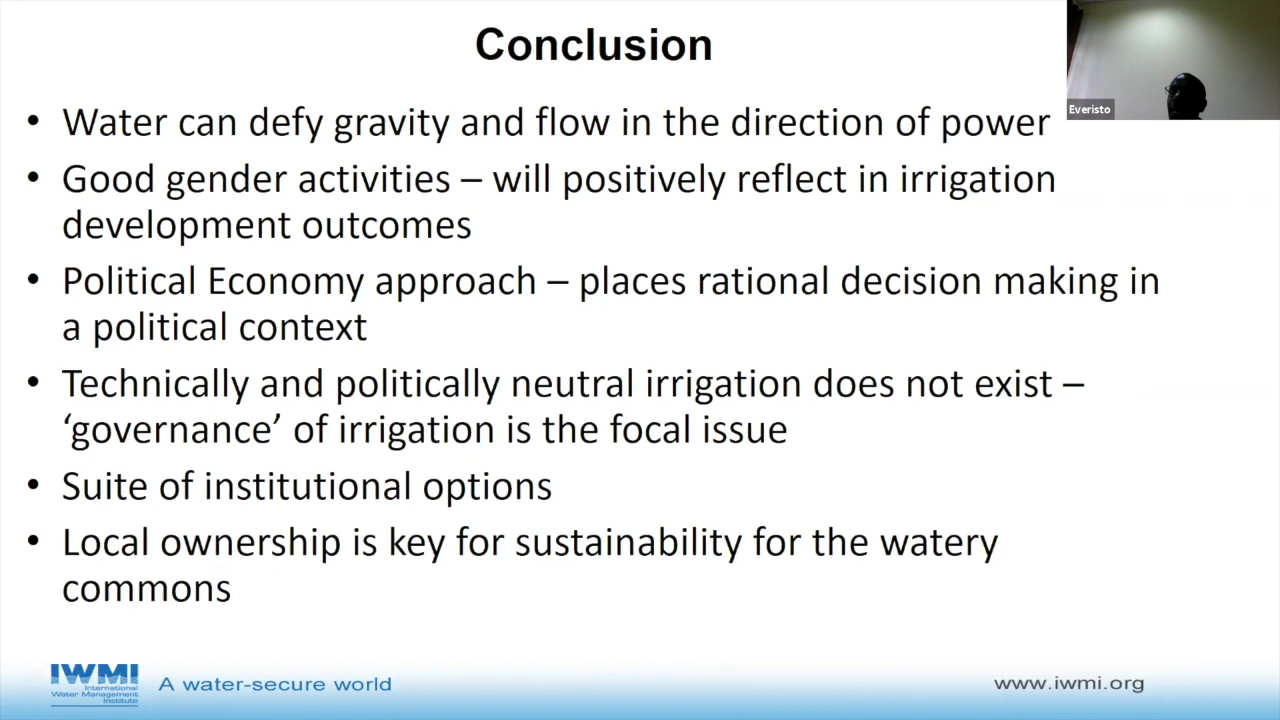 Conclusion
Everisto
• Water can defy gravity and flow in the direction of power
• Good gender activities – will positively reflect in irrigation
development outcomes
• Political Economy approach – places rational decision making in
a political context
• Technically and politically neutral irrigation does not exist –
‘governance’ of irrigation is the focal issue
• Suite of institutional options
• Local ownership is key for sustainability for the watery
commons
IWMI
International
Water Management
Institute
A water-secure world
www.iwmi.org